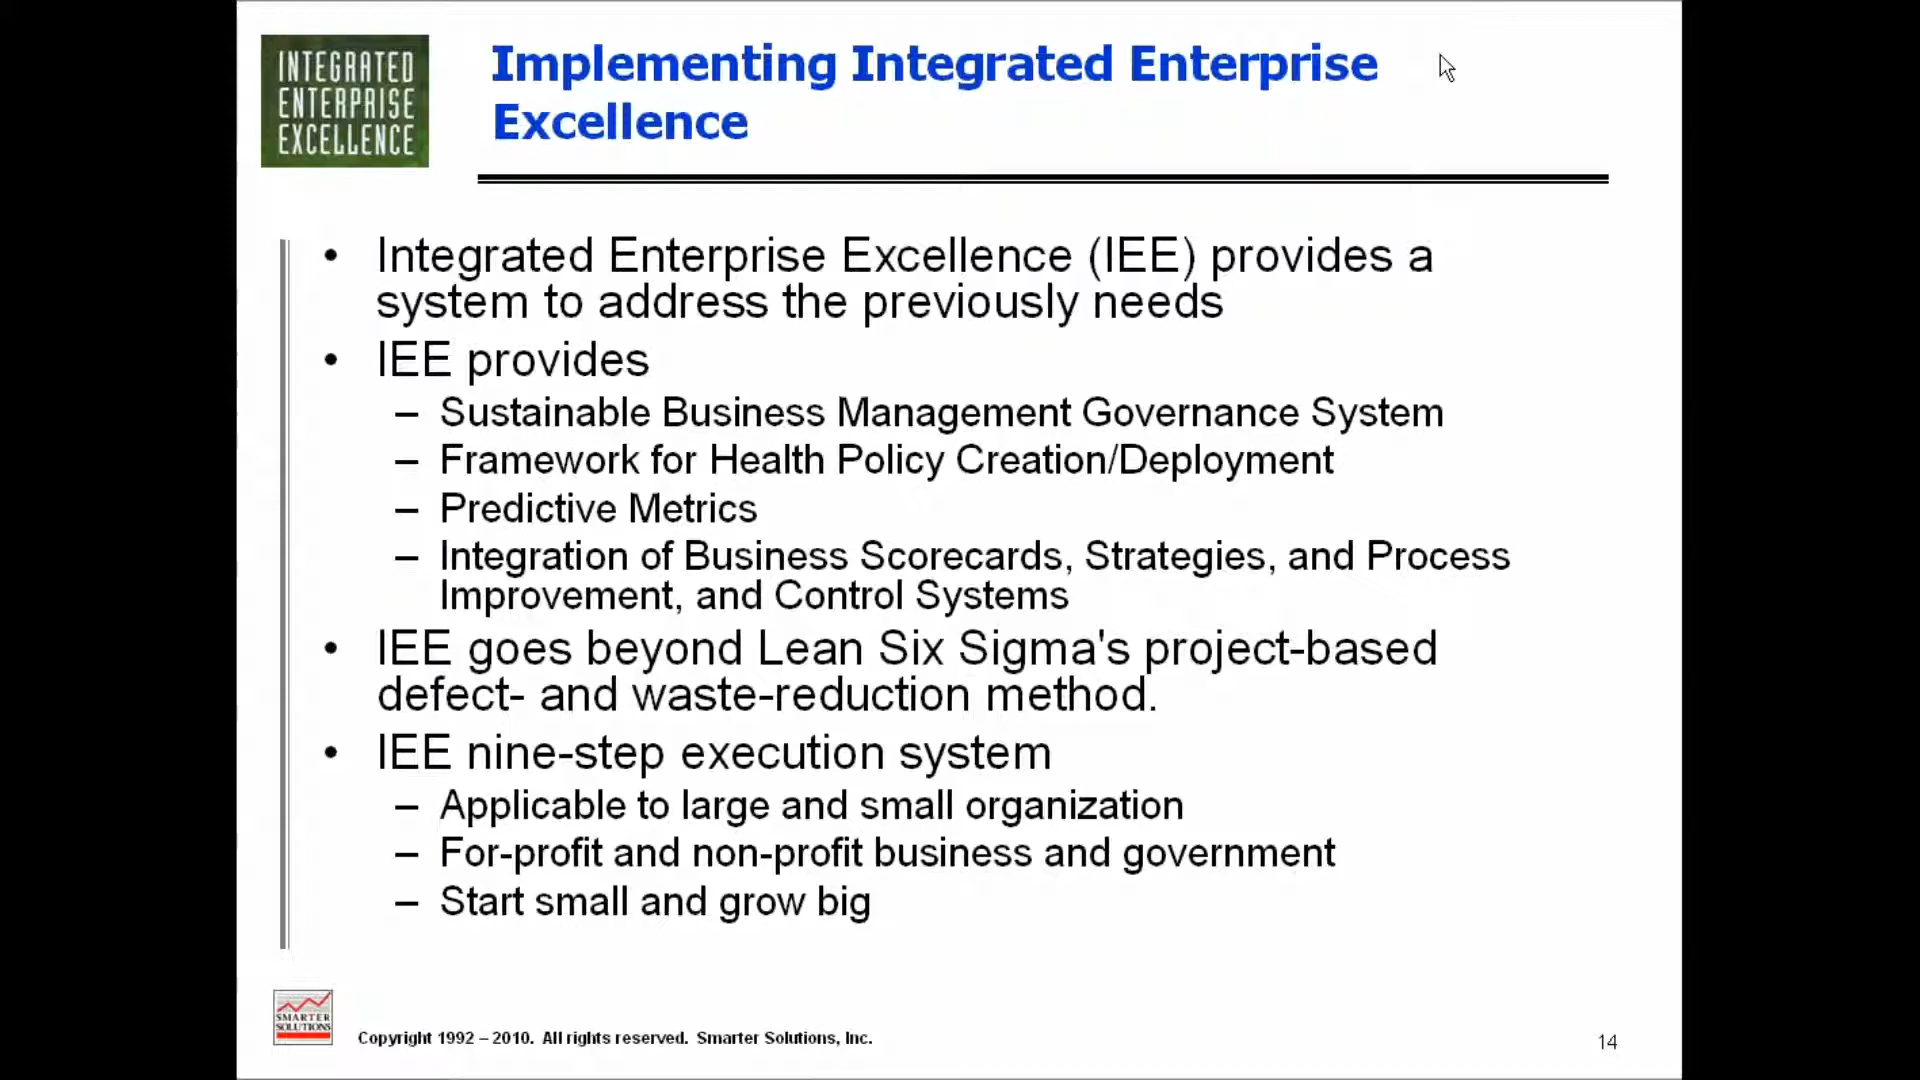 INTEGRATED
ENTERPRISE
EXCELLENCE
Implementing Integrated Enterprise
Excellence
• Integrated Enterprise Excellence (IEE) provides a
system to address the previously needs
• IEE provides
– Sustainable Business Management Governance System
– Framework for Health Policy Creation/Deployment
– Predictive Metrics
– Integration of Business Scorecards, Strategies, and Process
Improvement, and Control Systems
• IEE goes beyond Lean Six Sigma's project-based
defect- and waste-reduction method.
• IEE nine-step execution system
– Applicable to large and small organization
– For-profit and non-profit business and government
– Start small and grow big
SMARTER
SOLUTIONS
Copyright 1992 – 2010. All rights reserved. Smarter Solutions, Inc.
14